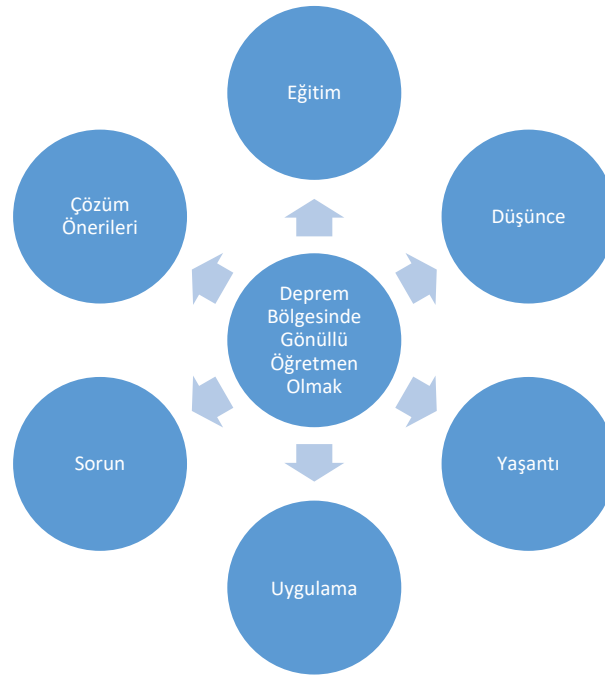 Eğitim
Çözüm
Önerileri
Düşünce
Deprem
Bölgesinde
Gönüllü
Öğretmen
Olmak
Sorun
Yaşantı
Uygulama